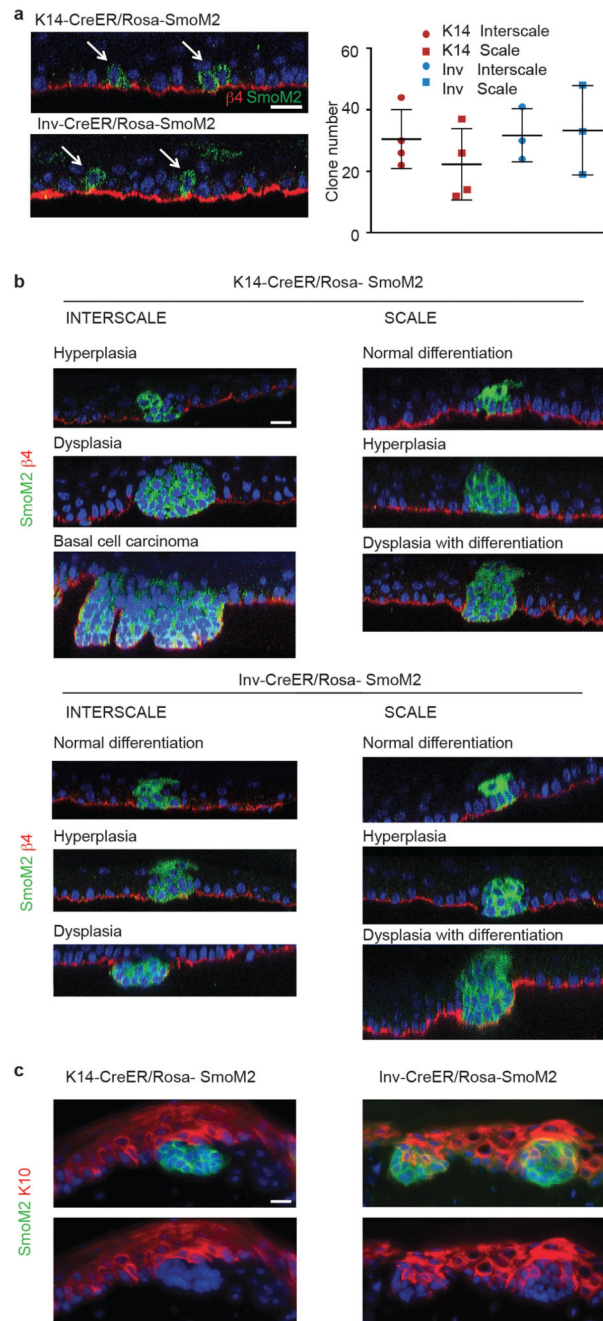 a
K14-CreER/Rosa-SmoM2
β4 SmoM2
Inv-CreER/Rosa-SmoM2
Clone number
60
40
20
0
K14 Interscale
K14 Scale
Inv Interscale
Inv Scale
b
K14-CreER/Rosa- SmoM2
INTERSCALE
SCALE
SmoM2 β4
Hyperplasia
Normal differentiation
Dysplasia
Hyperplasia
Basal cell carcinoma
Dysplasia with differentiation
Inv-CreER/Rosa- SmoM2
INTERSCALE
SCALE
SmoM2 β4
Normal differentiation
Normal differentiation
Hyperplasia
Hyperplasia
Dysplasia
Dysplasia with differentiation
c
K14-CreER/Rosa- SmoM2
Inv-CreER/Rosa-SmoM2
SmoM2 K10